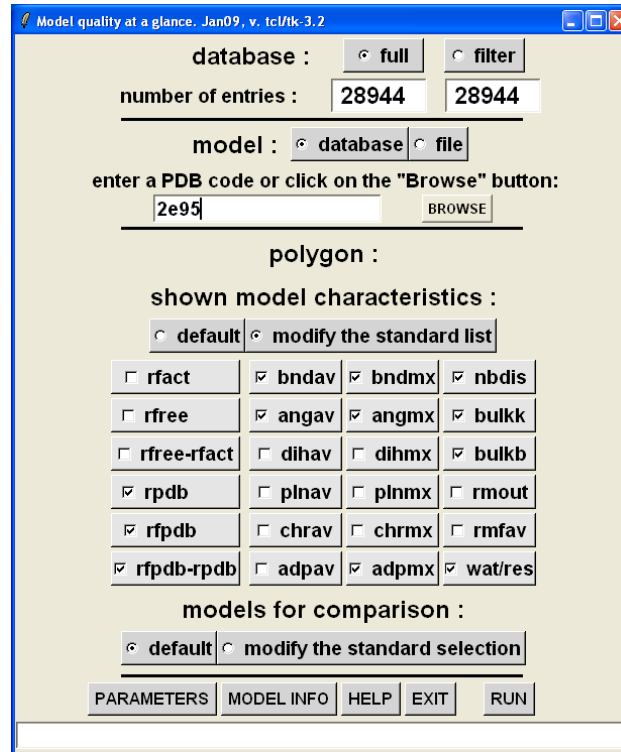 Model quality at a glance. Jan09, v. tcl/tk-3.2
database : full filter
number of entries : 28944 28944
model : database file
enter a PDB code or click on the "Browse" button:
2e95 BROWSE
polygon :
shown model characteristics :
default modify the standard list
rfact bndav bndmx nbdis
rfree angav angmx bulkk
rfree-rfact dihav dihmx bulkb
rpdb plnav plnmx rmout
rfpdb chrav chrmx rmfav
rfpdb-rpdb adpav adpmx wat/res
models for comparison :
default modify the standard selection
PARAMETERS MODEL INFO HELP EXIT RUN